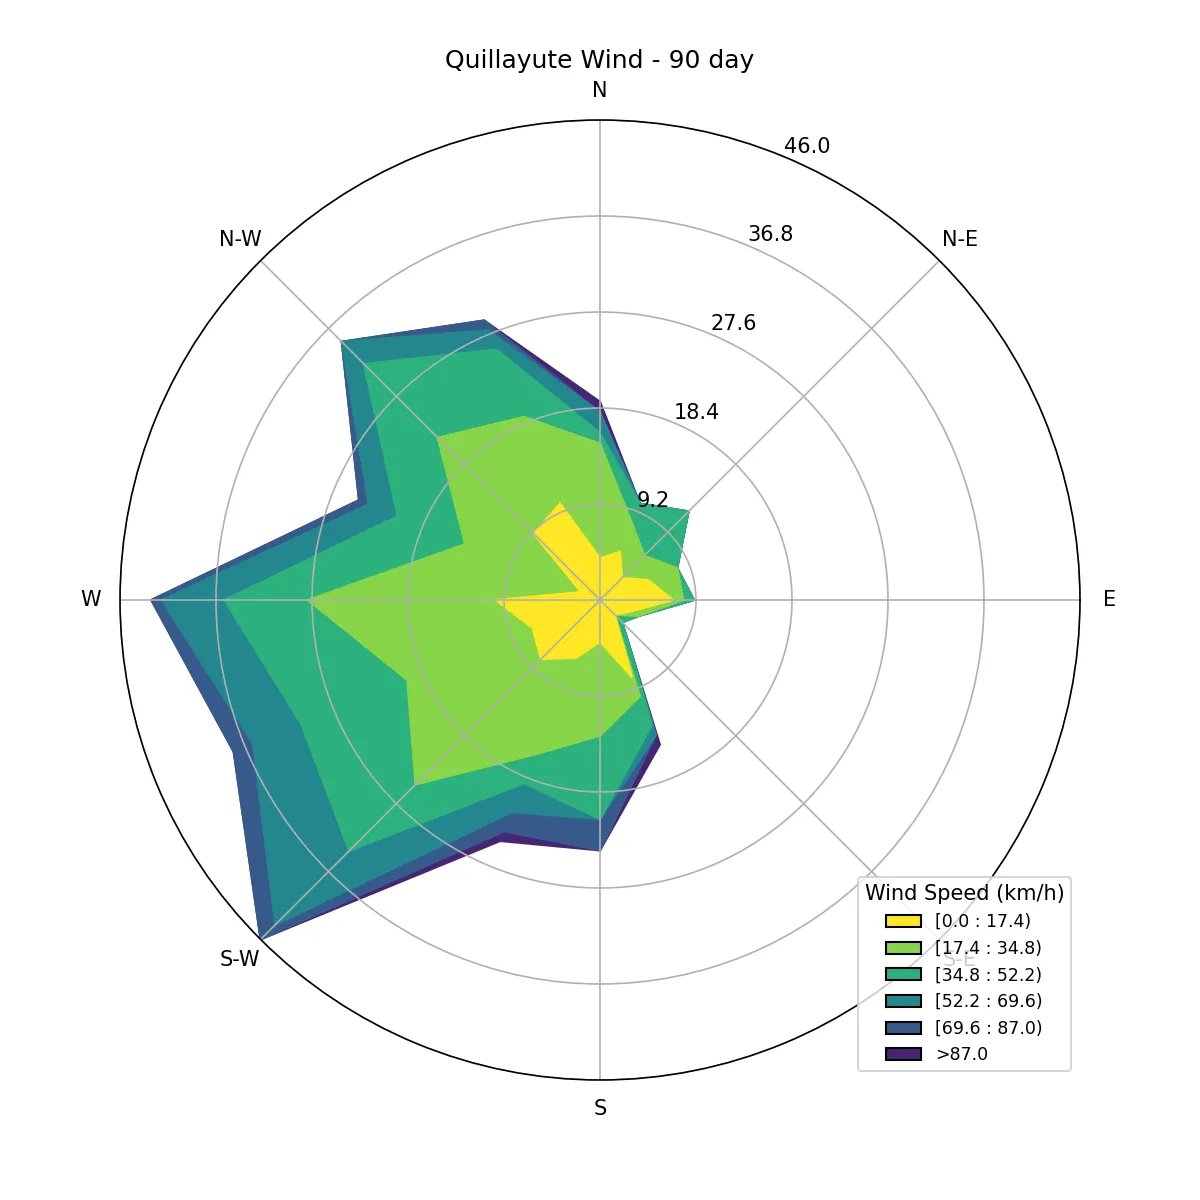 Quillayute Wind - 90 day
N
46.0
N-W
36.8
N-E
27.6
18.4
9.2
W
E
S-W
S-E
S
Wind Speed (km/h)
[0.0 : 17.4)
[17.4 : 34.8)
[34.8 : 52.2)
[52.2 : 69.6)
[69.6 : 87.0)
>87.0